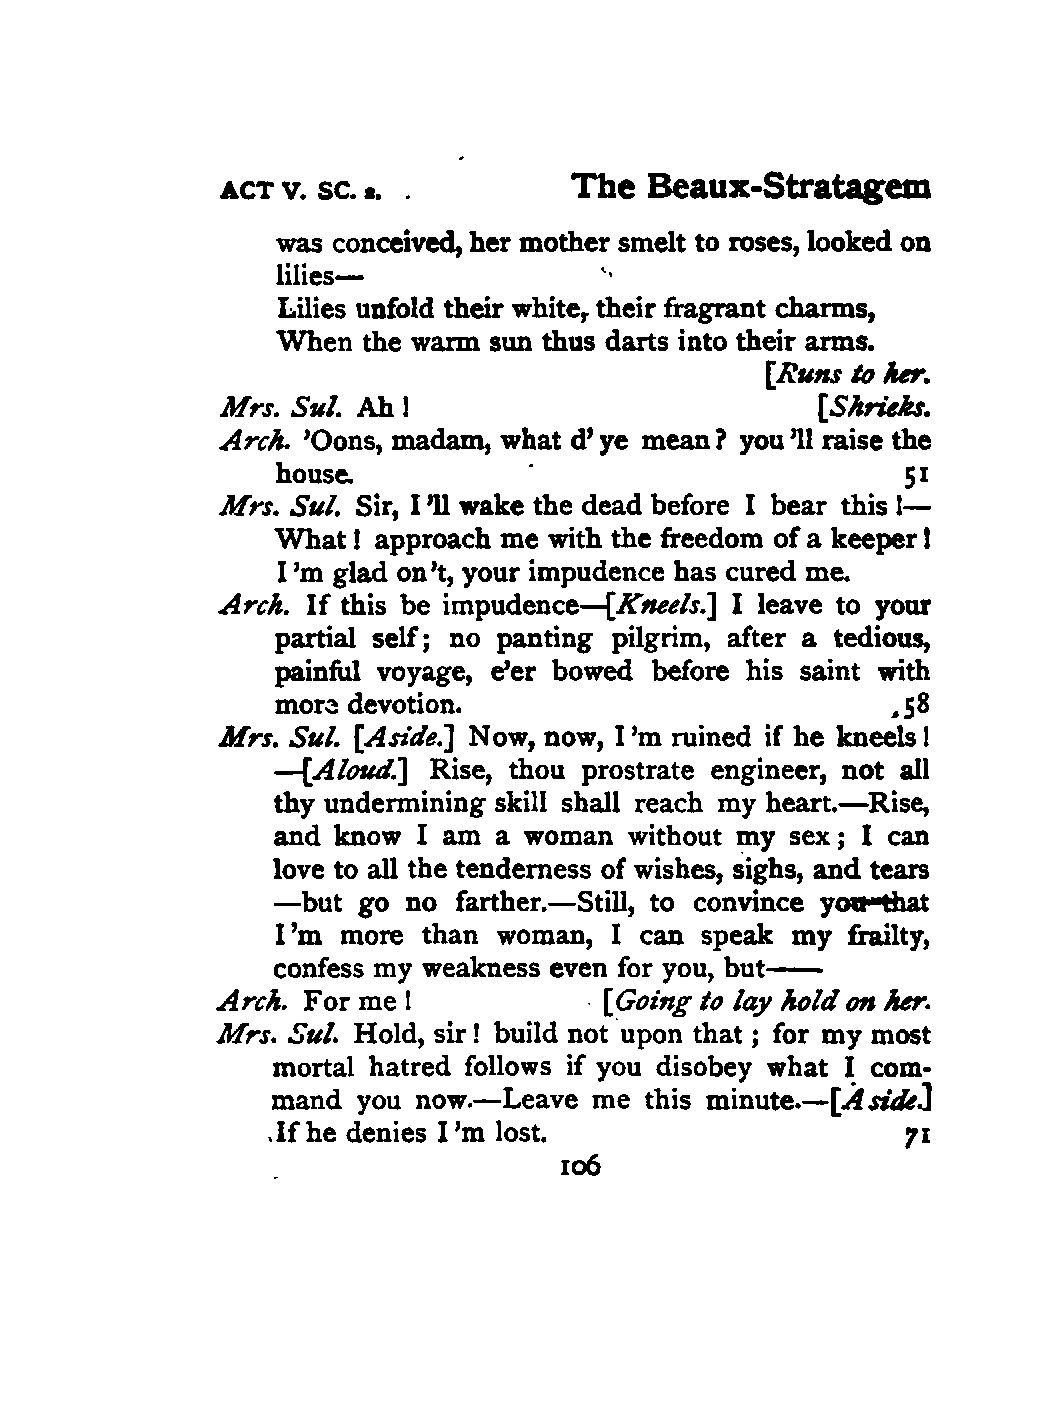 ACT V. SC. 2. The Beaux-Stratagem
was conceived, her mother smelt to roses, looked on
lilies—
Lilies unfold their white, their fragrant charms,
When the warm sun thus darts into their arms.
[Runs to her.
Mrs. Sul. Ah! [Shrieks.
Arch. 'Oons, madam, what d' ye mean? you 'll raise the
house. 51
Mrs. Sul. Sir, I 'll wake the dead before I bear this!—
What! approach me with the freedom of a keeper!
I 'm glad on't, your impudence has cured me.
Arch. If this be impudence—[Kneels.] I leave to your
partial self; no panting pilgrim, after a tedious,
painful voyage, e'er bowed before his saint with
more devotion. 58
Mrs. Sul. [Aside.] Now, now, I 'm ruined if he kneels!
—[Aloud.] Rise, thou prostrate engineer, not all
thy undermining skill shall reach my heart.—Rise,
and know I am a woman without my sex; I can
love to all the tenderness of wishes, sighs, and tears
—but go no farther.—Still, to convince you that
I 'm more than woman, I can speak my frailty,
confess my weakness even for you, but——
Arch. For me! [Going to lay hold on her.
Mrs. Sul. Hold, sir! build not upon that; for my most
mortal hatred follows if you disobey what I com-
mand you now.—Leave me this minute.—[Aside.]
If he denies I 'm lost. 71
106